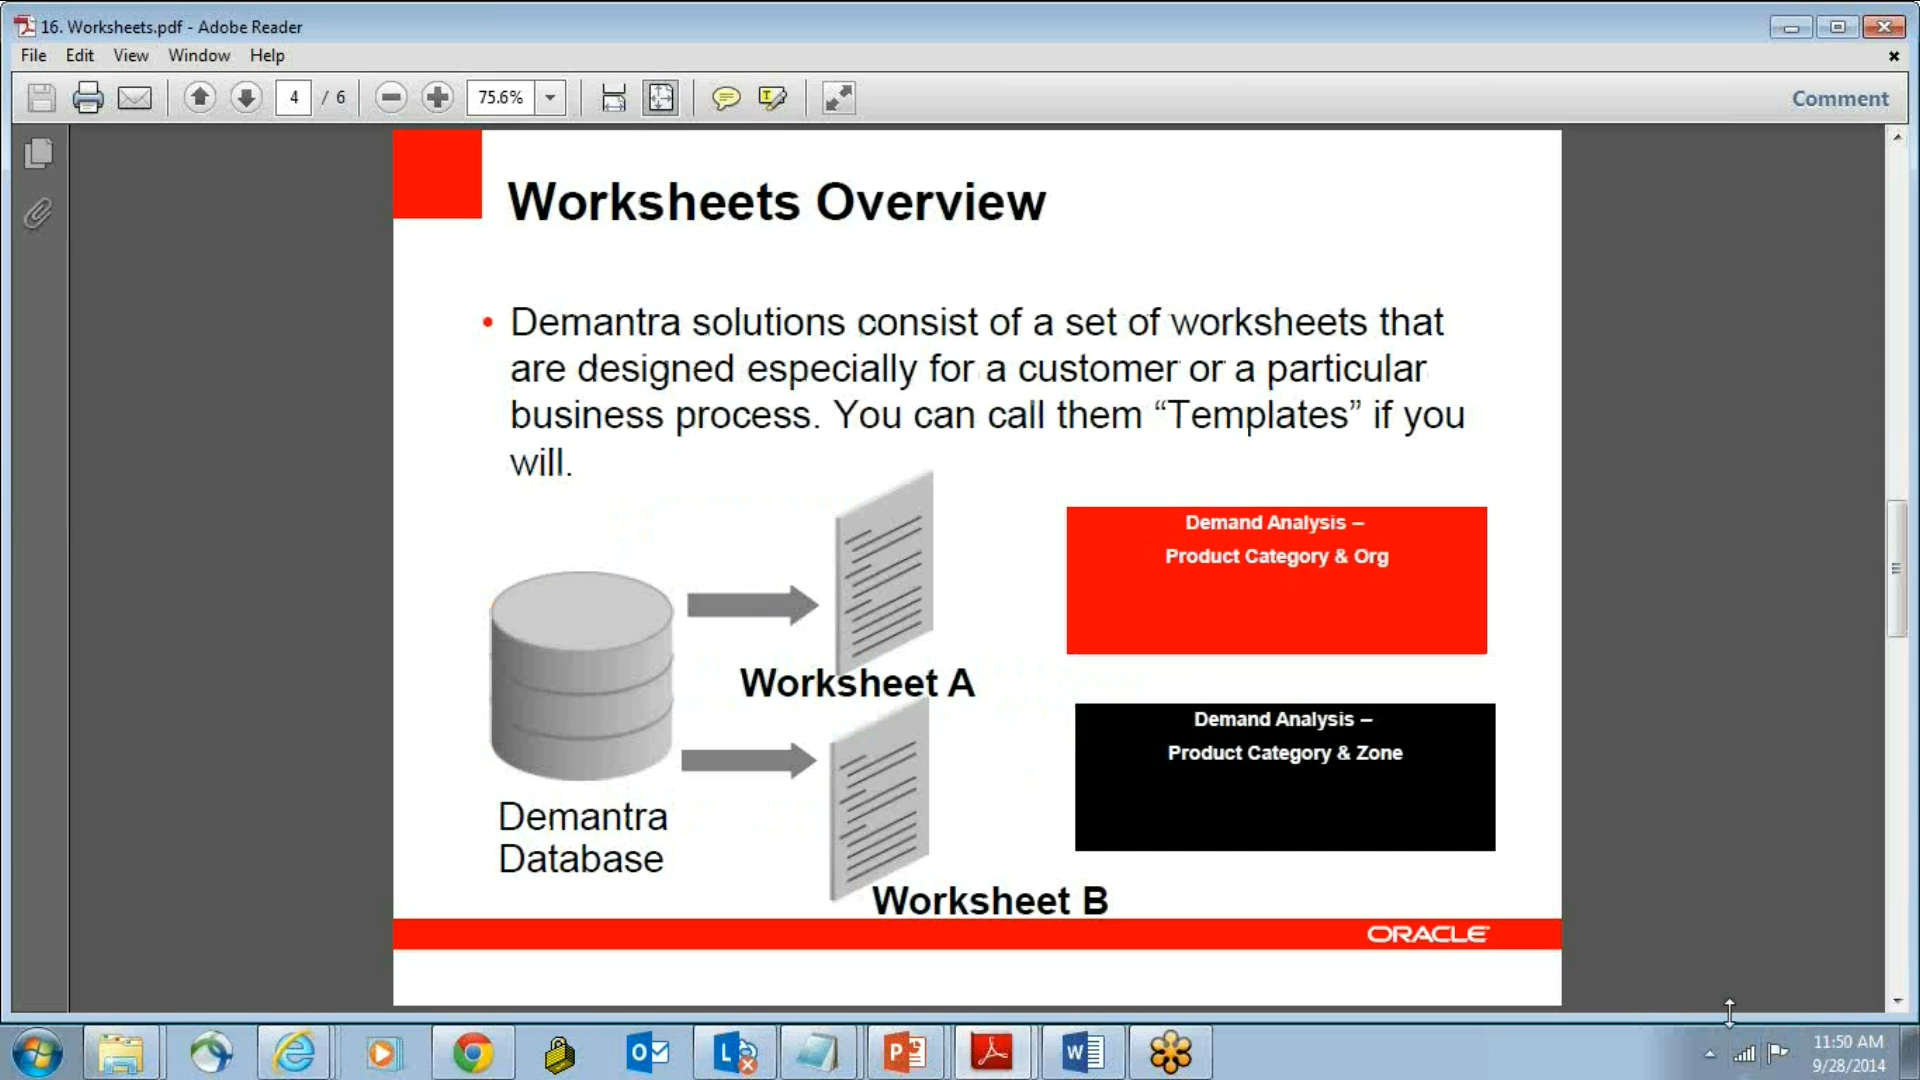 16. Worksheets.pdf - Adobe Reader
File Edit View Window Help
4 / 6
75.6%
Comment
Worksheets Overview
• Demantra solutions consist of a set of worksheets that
are designed especially for a customer or a particular
business process. You can call them “Templates” if you
will.
Demand Analysis –
Product Category & Org
Worksheet A
Demand Analysis –
Product Category & Zone
Demantra
Database
Worksheet B
ORACLE
11:50 AM
9/28/2014